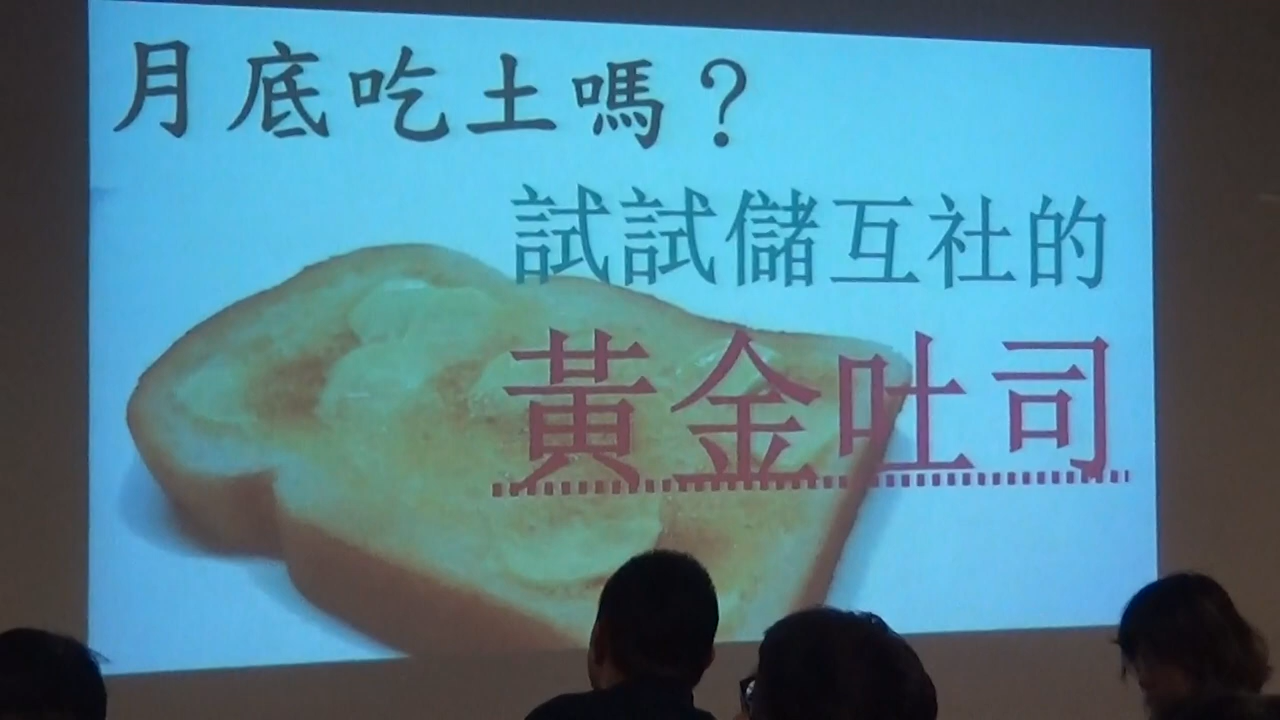 月底吃土嗎？
試試儲互社的
黃金吐司